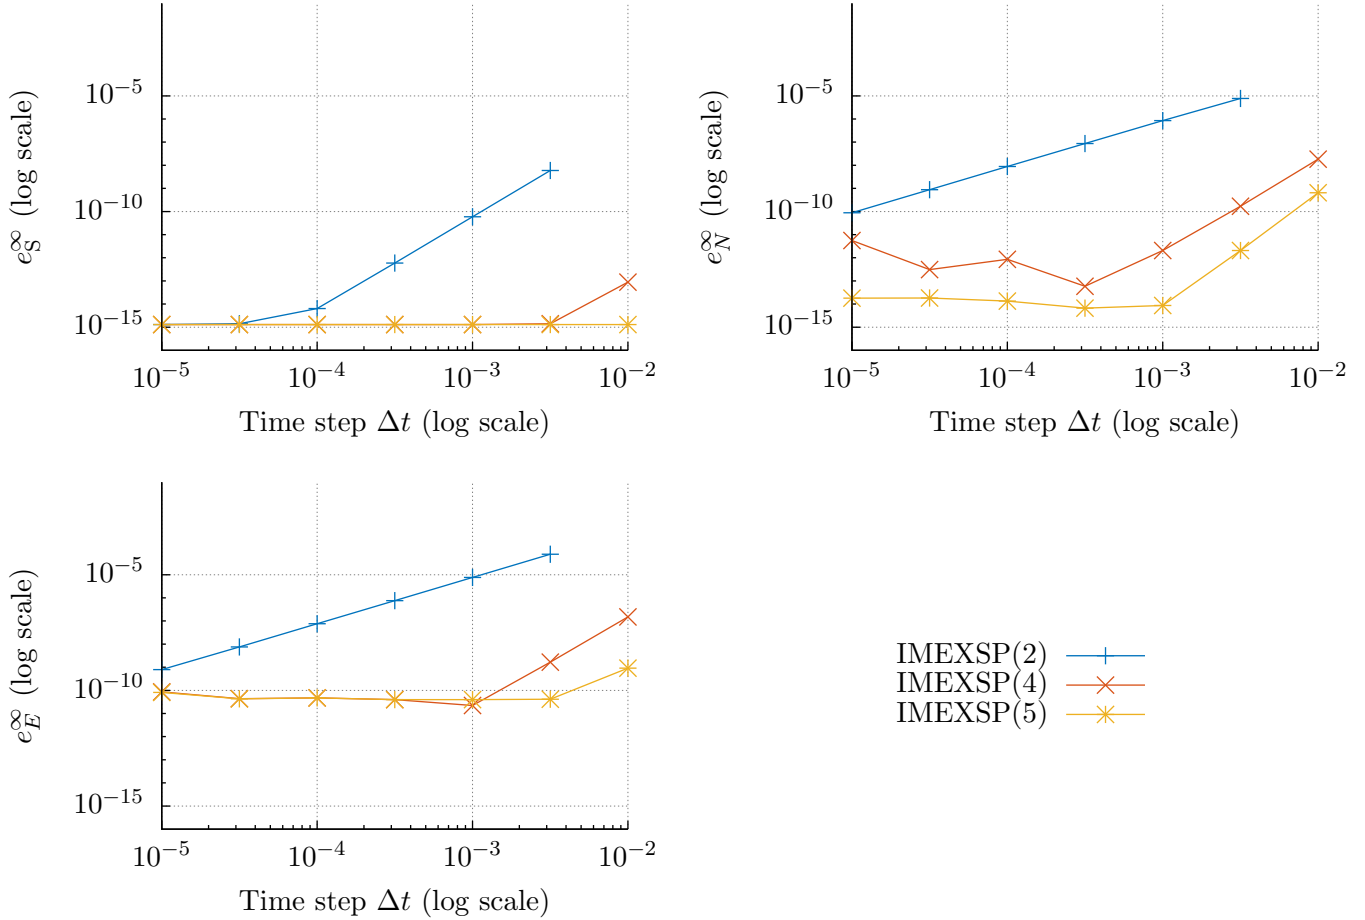 e_S^∞ (log scale)
10^−5
10^−10
10^−15
10^−5 10^−4 10^−3 10^−2
Time step Δt (log scale)
e_N^∞ (log scale)
10^−5
10^−10
10^−15
10^−5 10^−4 10^−3 10^−2
Time step Δt (log scale)
e_E^∞ (log scale)
10^−5
10^−10
10^−15
10^−5 10^−4 10^−3 10^−2
Time step Δt (log scale)
IMEXSP(2)
IMEXSP(4)
IMEXSP(5)